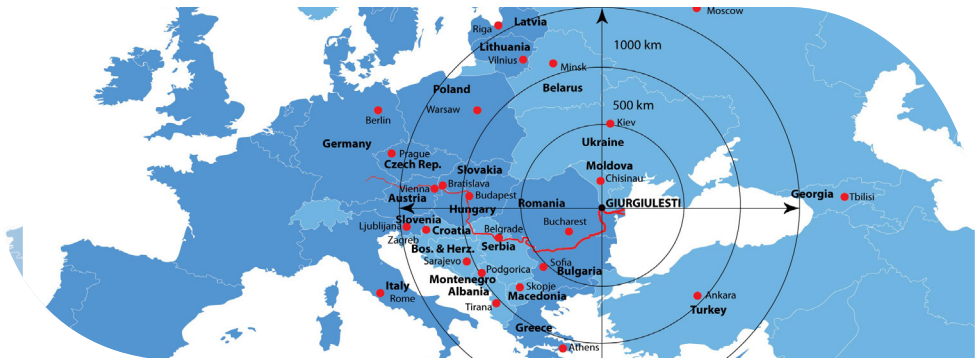 Moscow
Latvia
Riga
1000 km
Lithuania
Vilnius
Minsk
Poland
Belarus
Warsaw
500 km
Berlin
Kiev
Germany
Ukraine
Prague
Czech Rep.
Moldova
Slovakia
Chisinau
Bratislava
Vienna
Georgia
Tbilisi
Austria
Budapest
Romania
GIURGIULESTI
Hungary
Slovenia
Bucharest
Ljublijana
Croatia
Belgrade
Zagreb
Bos. & Herz.
Serbia
Sarajevo
Sofia
Podgorica
Bulgaria
Montenegro
Italy
Skopje
Albania
Macedonia
Rome
Ankara
Tirana
Turkey
Greece
Athens